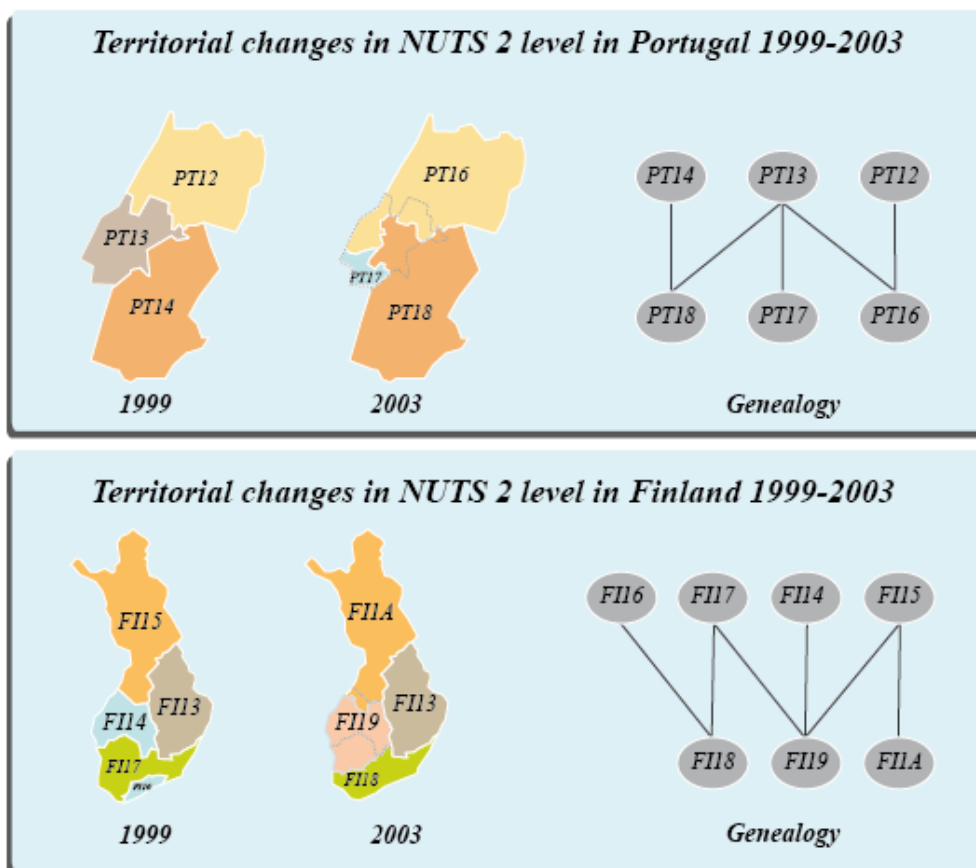 Territorial changes in NUTS 2 level in Portugal 1999-2003
PT12
PT13
PT14
1999
PT16
PT17
PT18
2003
PT14 PT13 PT12
PT18 PT17 PT16
Genealogy
Territorial changes in NUTS 2 level in Finland 1999-2003
FI15
FI13
FI14
FI17
FI16
1999
FI1A
FI13
FI19
FI18
2003
FI16 FI17 FI14 FI15
FI18 FI19 FI1A
Genealogy